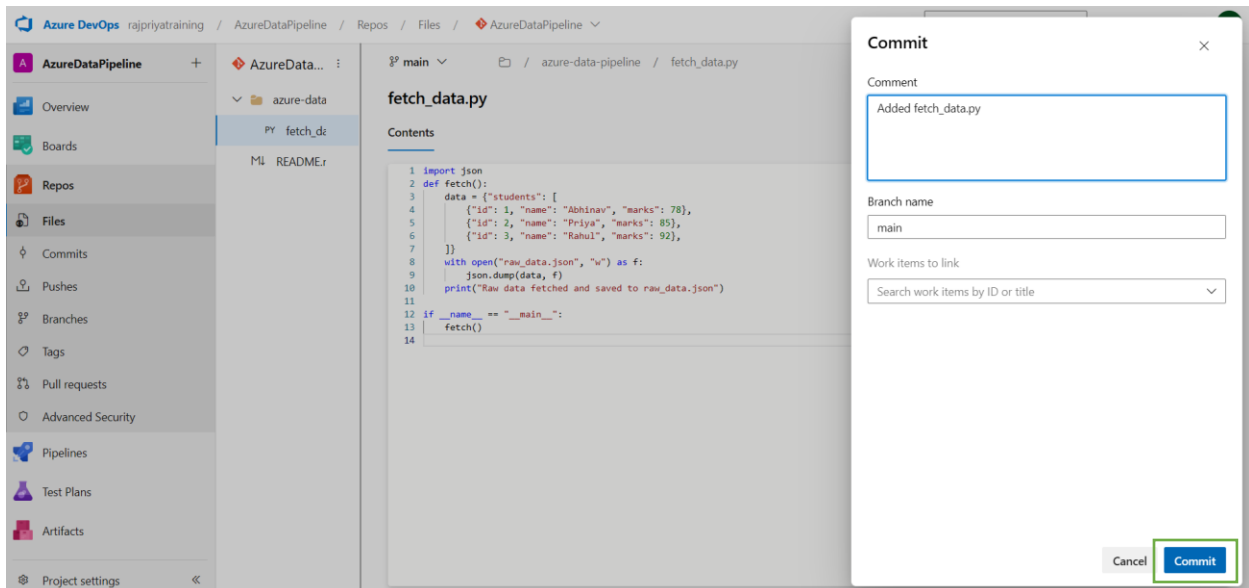 Azure DevOps rajpriyatraining / AzureDataPipeline / Repos / Files / AzureDataPipeline
A AzureDataPipeline +
Overview
Boards
Repos
Files
Commits
Pushes
Branches
Tags
Pull requests
Advanced Security
Pipelines
Test Plans
Artifacts
Project settings
AzureData...
azure-data
PY fetch_da
M↓ README.r
main / azure-data-pipeline / fetch_data.py
fetch_data.py
Contents
1 import json
2 def fetch():
3     data = {"students": [
4         {"id": 1, "name": "Abhinav", "marks": 78},
5         {"id": 2, "name": "Priya", "marks": 85},
6         {"id": 3, "name": "Rahul", "marks": 92},
7     ]}
8     with open("raw_data.json", "w") as f:
9         json.dump(data, f)
10     print("Raw data fetched and saved to raw_data.json")
11
12 if __name__ == "__main__":
13     fetch()
14
Commit
Comment
Added fetch_data.py
Branch name
main
Work items to link
Search work items by ID or title
Cancel Commit